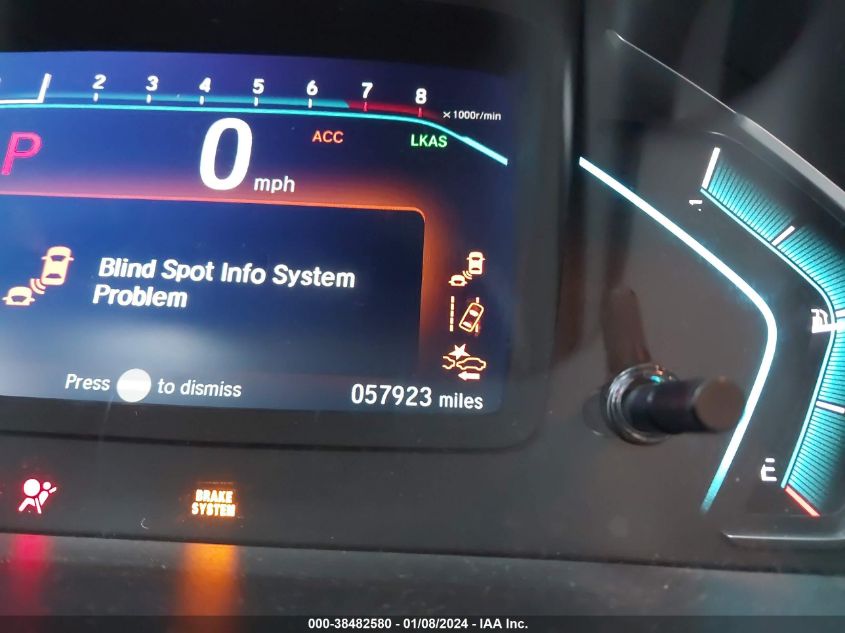 2 3 4 5 6 7 8
×1000r/min
P 0 mph ACC LKAS
1
Blind Spot Info System
Problem
Press to dismiss
057923 miles
E
BRAKE
SYSTEM
000-38482580 - 01/08/2024 - IAA Inc.